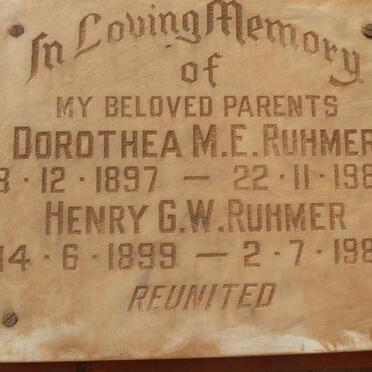 In Loving Memory
of
MY BELOVED PARENTS
DOROTHEA M.E. RUHMER
8 · 12 · 1897 — 22 · 11 · 198
HENRY G.W. RUHMER
14 · 6 · 1899 — 2 · 7 · 198
REUNITED